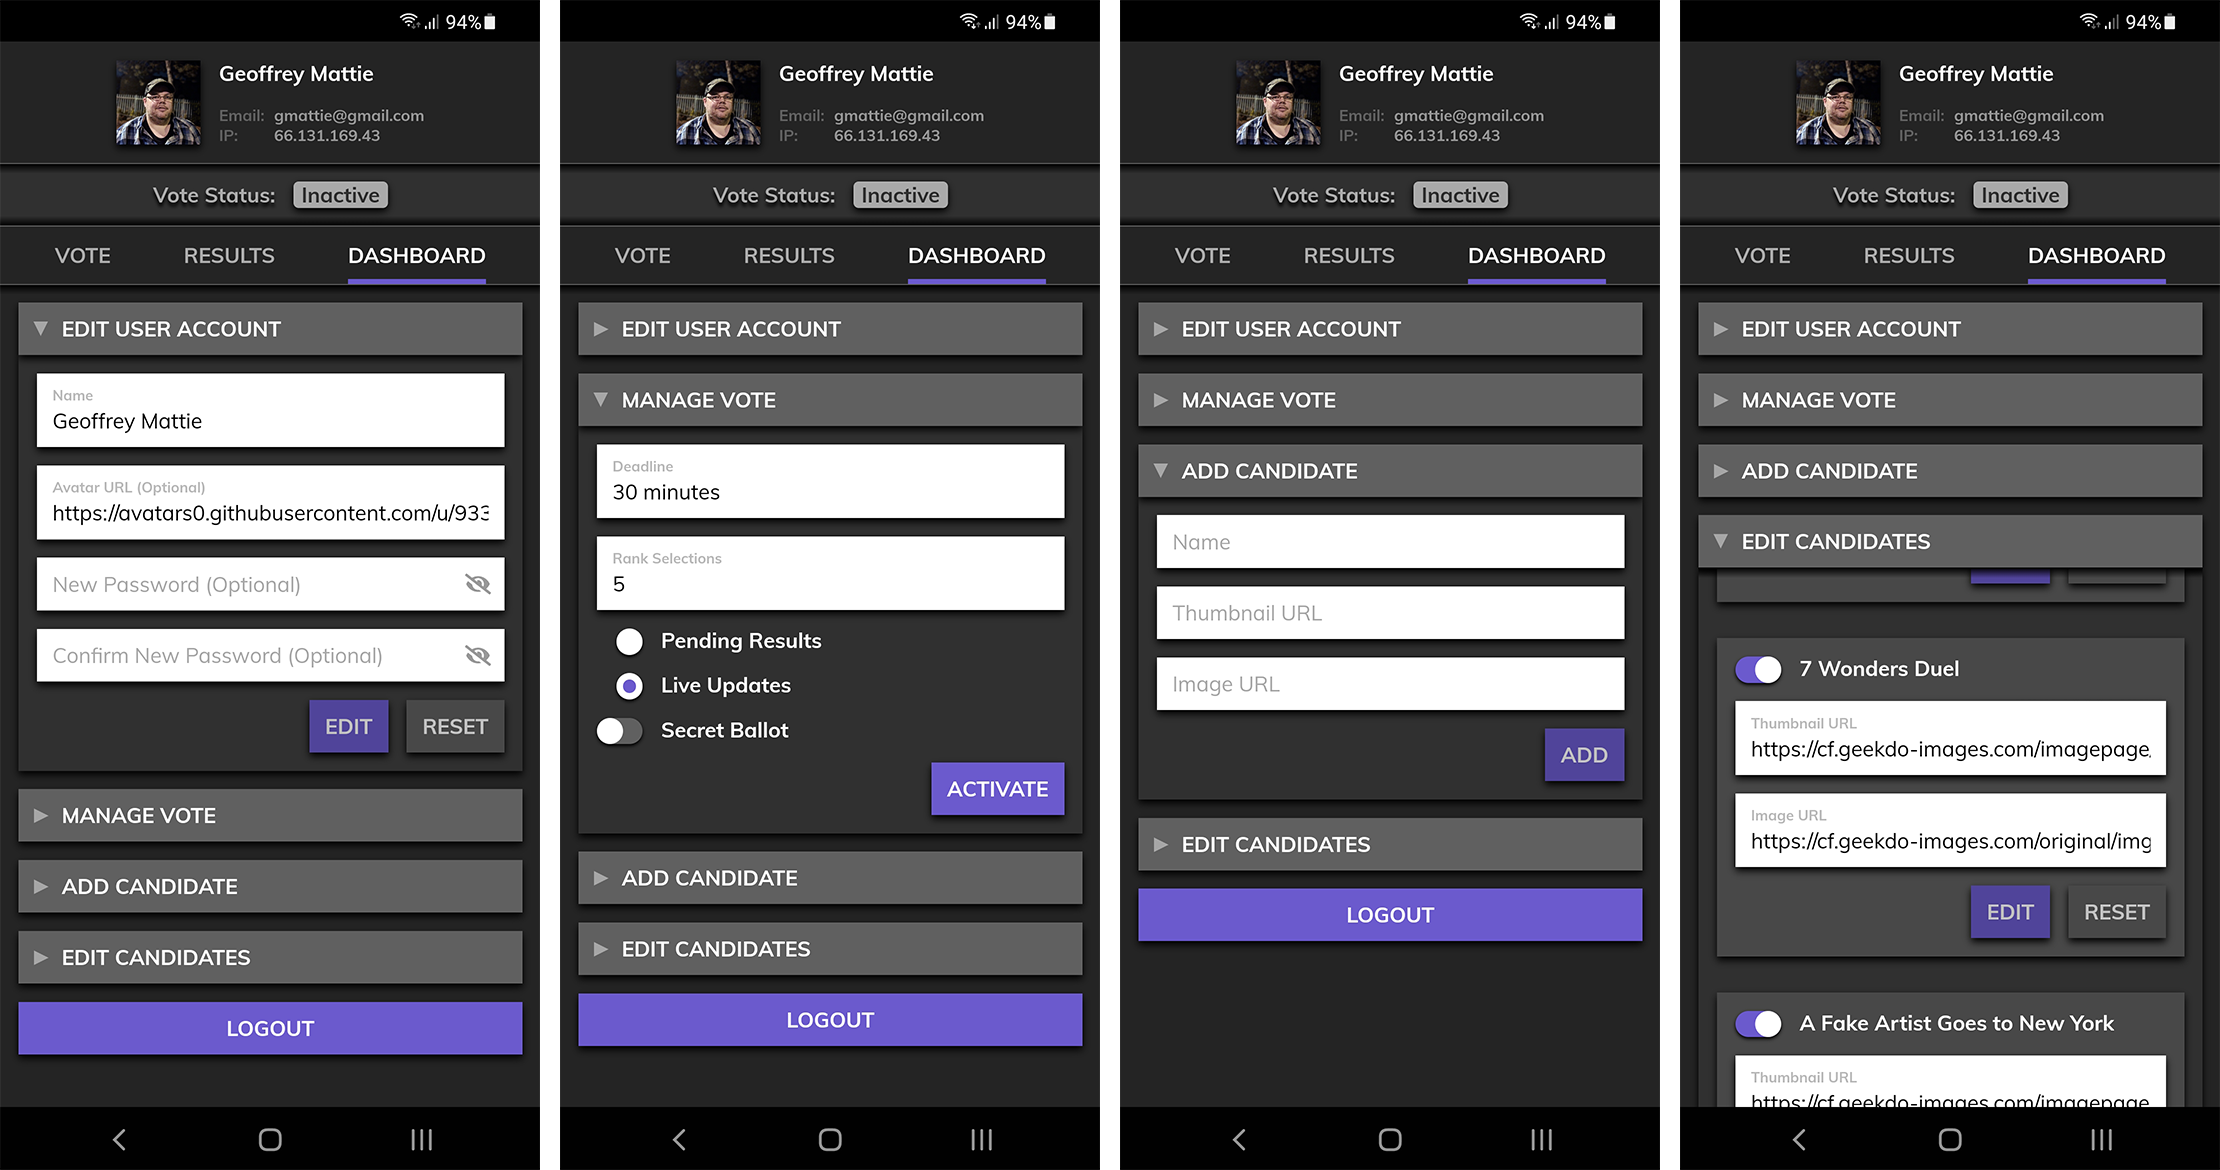 94%
Geoffrey Mattie
Email: gmattie@gmail.com
IP: 66.131.169.43
Vote Status: Inactive
VOTE RESULTS DASHBOARD
EDIT USER ACCOUNT
Name
Geoffrey Mattie
Avatar URL (Optional)
https://avatars0.githubusercontent.com/u/933
New Password (Optional)
Confirm New Password (Optional)
EDIT RESET
MANAGE VOTE
ADD CANDIDATE
EDIT CANDIDATES
LOGOUT
94%
Geoffrey Mattie
Email: gmattie@gmail.com
IP: 66.131.169.43
Vote Status: Inactive
VOTE RESULTS DASHBOARD
EDIT USER ACCOUNT
MANAGE VOTE
Deadline
30 minutes
Rank Selections
5
Pending Results
Live Updates
Secret Ballot
ACTIVATE
ADD CANDIDATE
EDIT CANDIDATES
LOGOUT
94%
Geoffrey Mattie
Email: gmattie@gmail.com
IP: 66.131.169.43
Vote Status: Inactive
VOTE RESULTS DASHBOARD
EDIT USER ACCOUNT
MANAGE VOTE
ADD CANDIDATE
Name
Thumbnail URL
Image URL
ADD
EDIT CANDIDATES
LOGOUT
94%
Geoffrey Mattie
Email: gmattie@gmail.com
IP: 66.131.169.43
Vote Status: Inactive
VOTE RESULTS DASHBOARD
EDIT USER ACCOUNT
MANAGE VOTE
ADD CANDIDATE
EDIT CANDIDATES
7 Wonders Duel
Thumbnail URL
https://cf.geekdo-images.com/imagepage,
Image URL
https://cf.geekdo-images.com/original/img
EDIT RESET
A Fake Artist Goes to New York
Thumbnail URL
https://cf.geekdo-images.com/imagepage